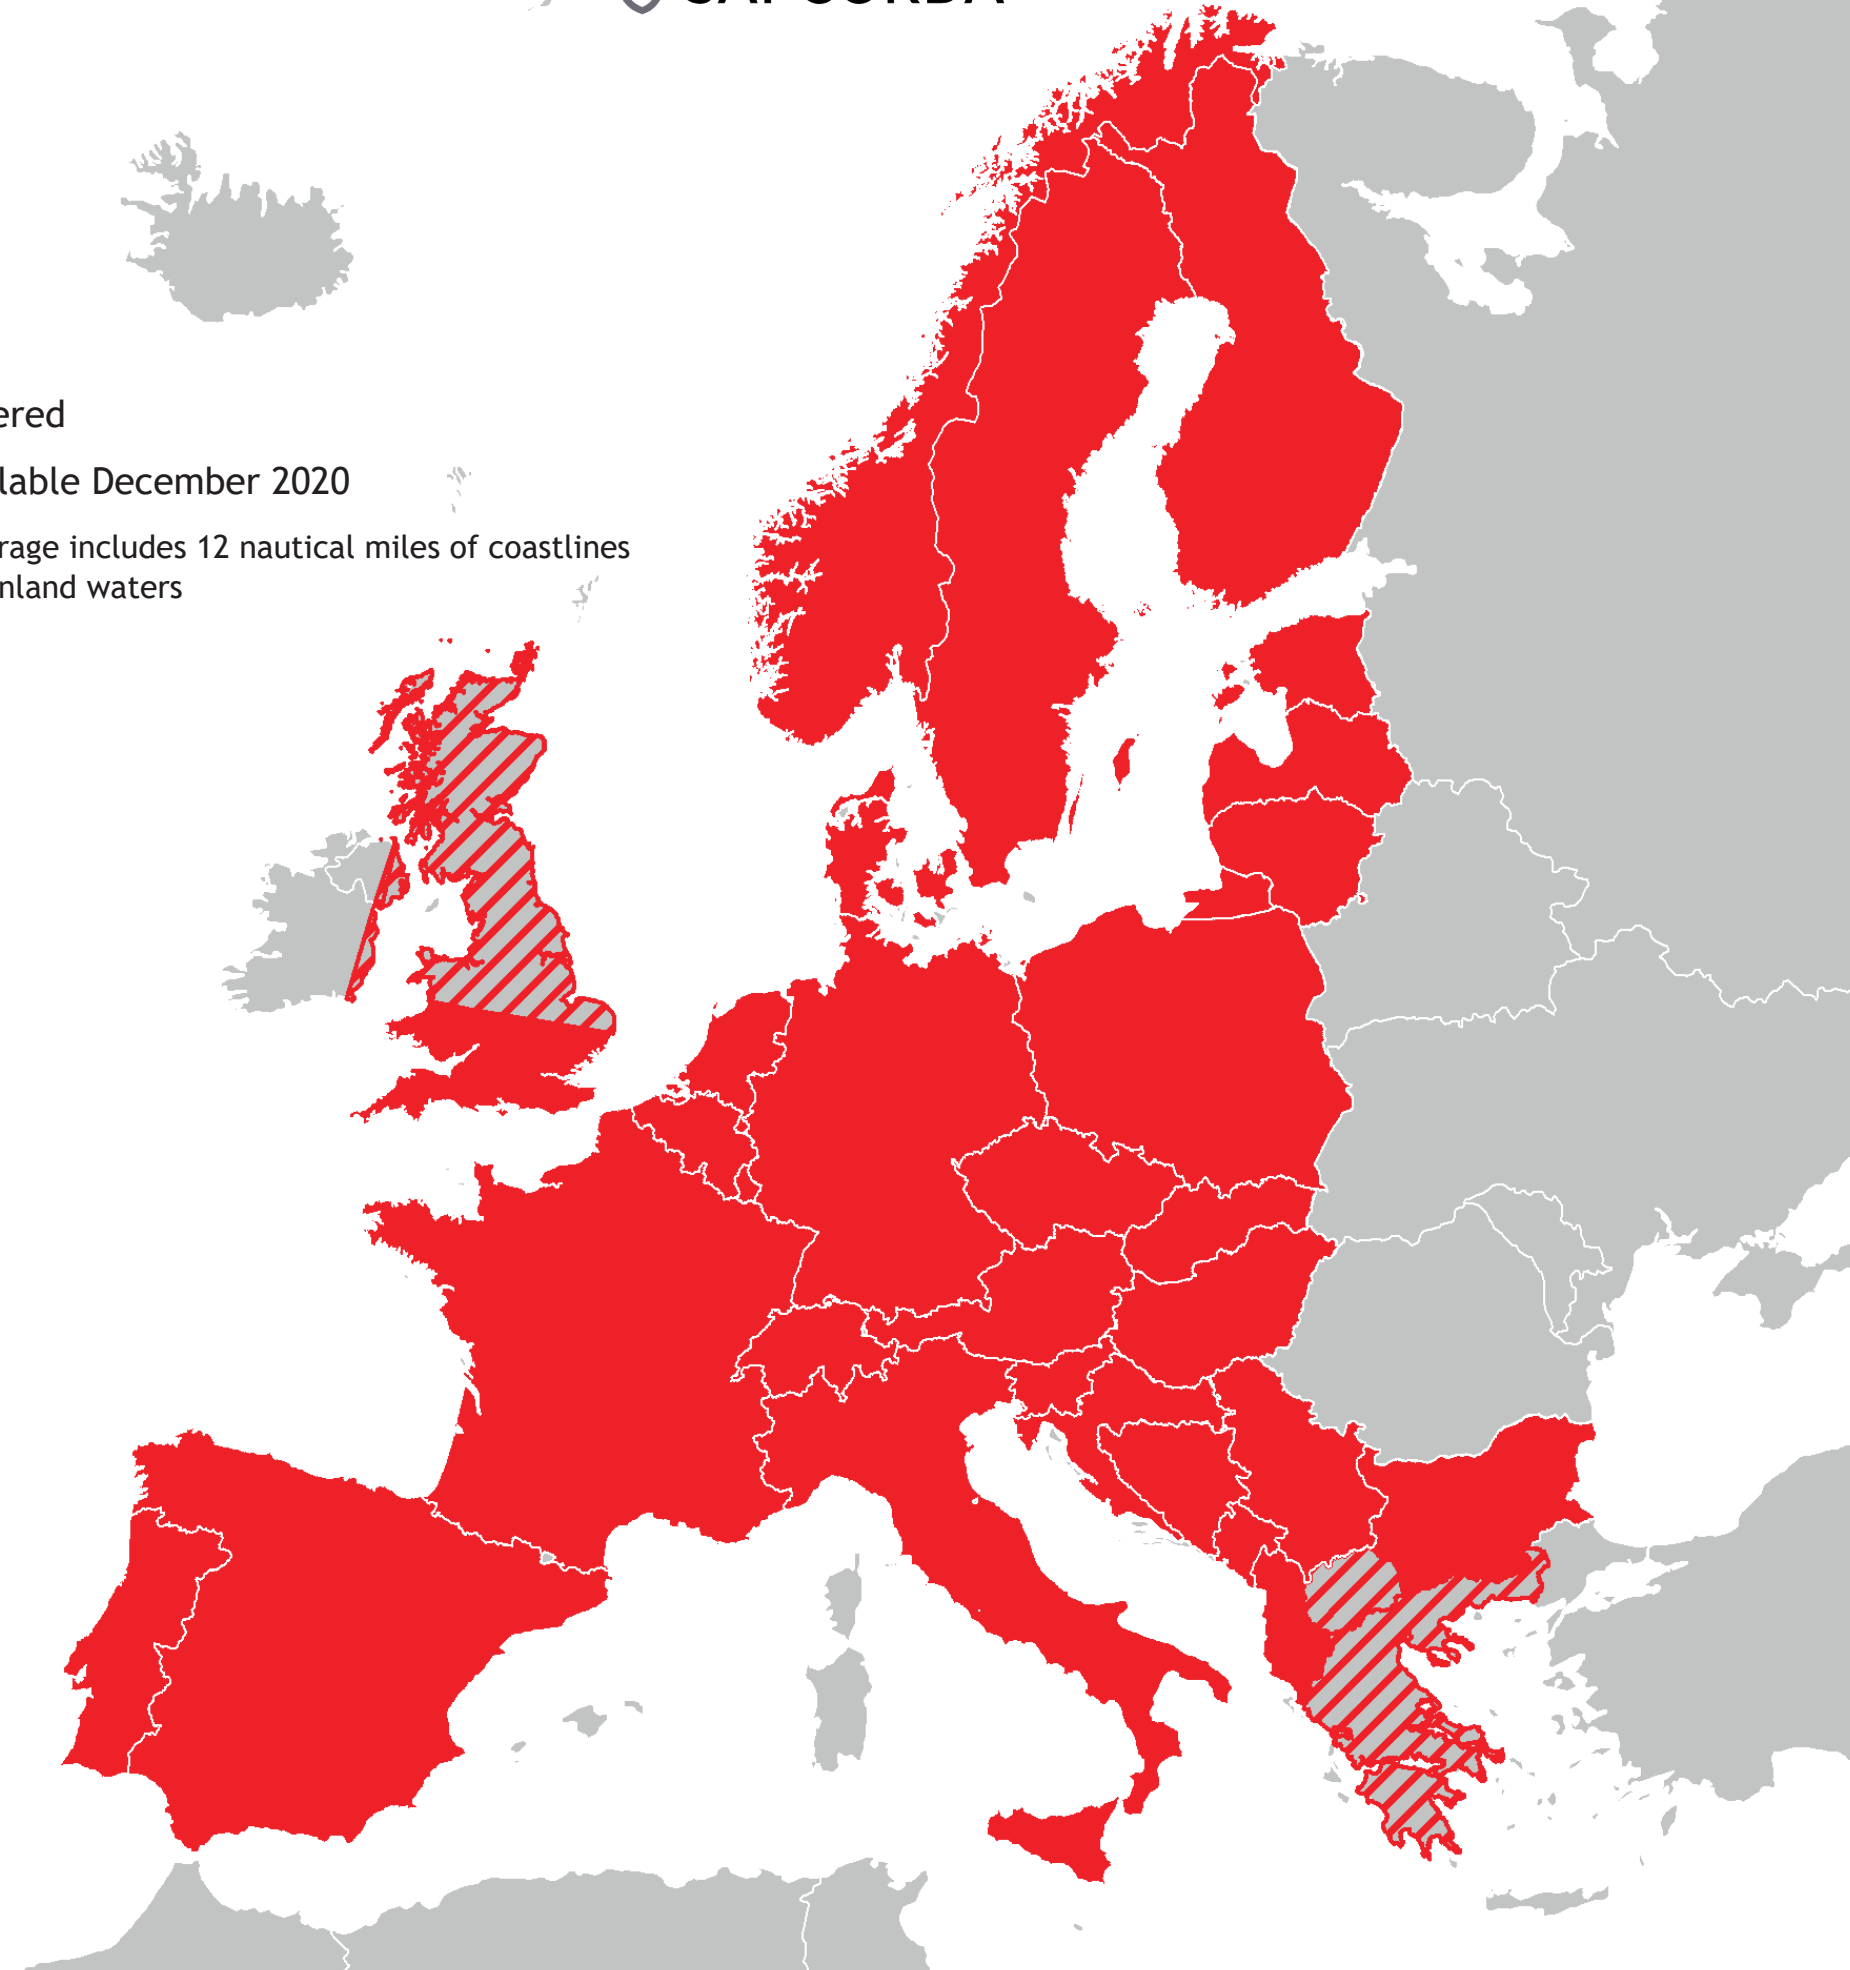 ered
lable December 2020
rage includes 12 nautical miles of coastlines
nland waters